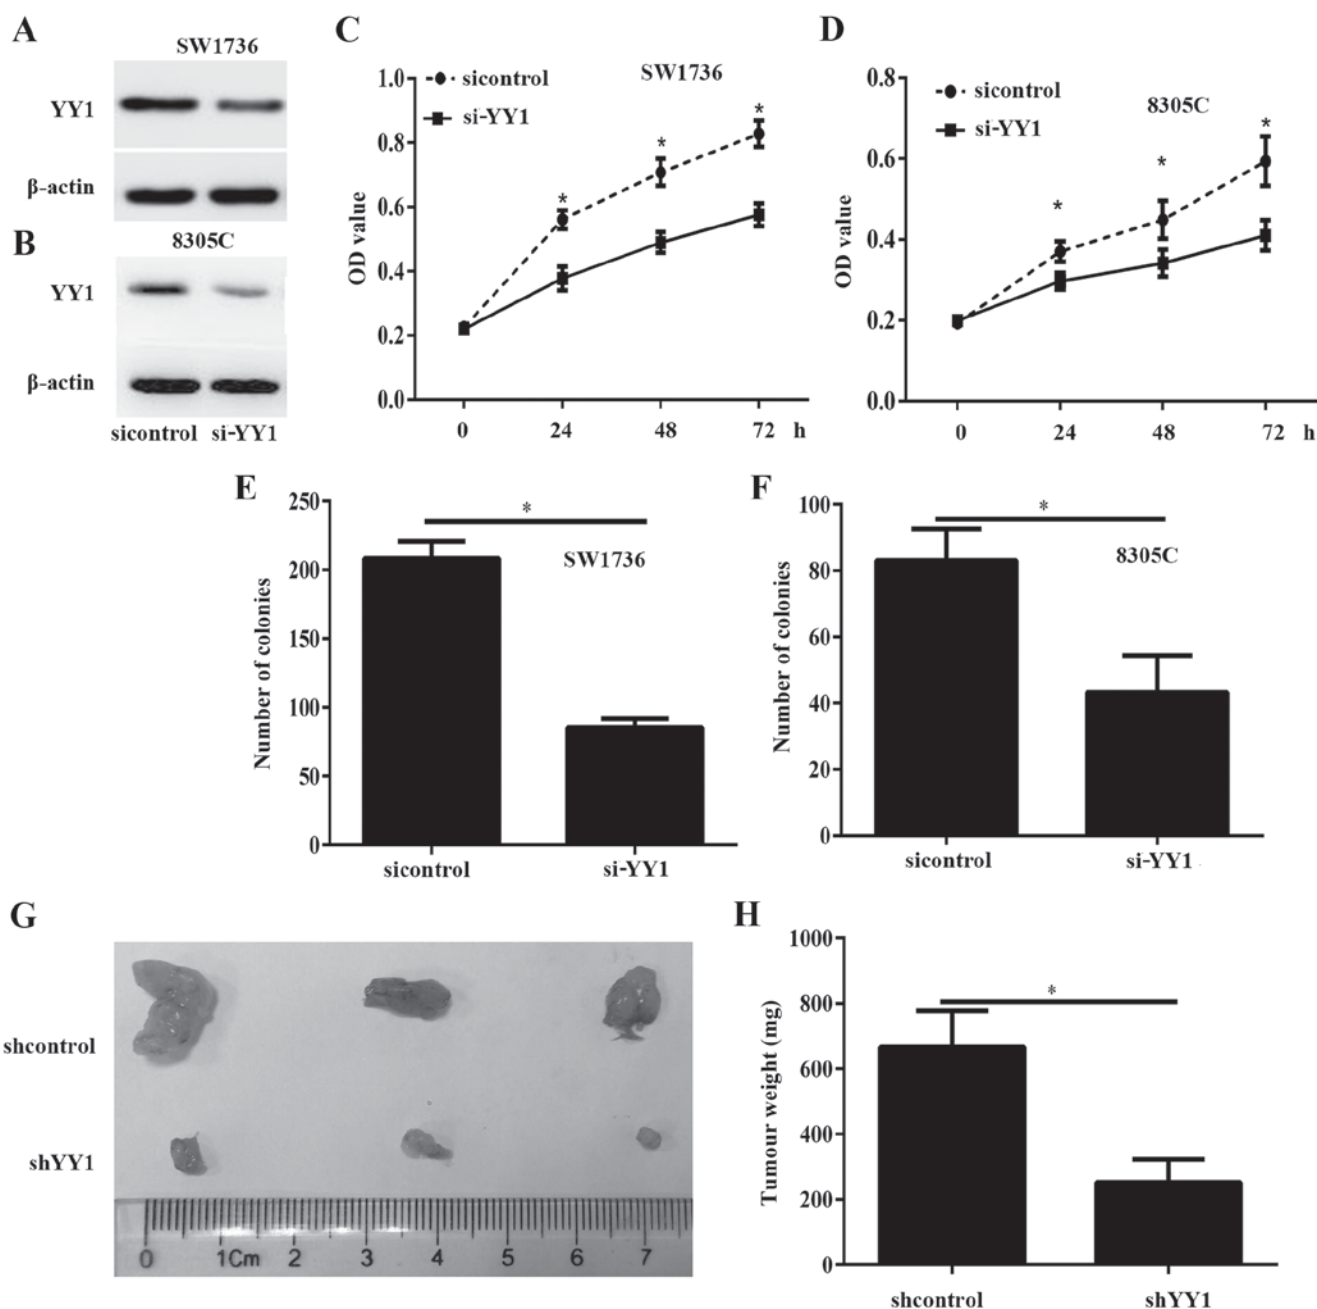 A
SW1736
YY1
β-actin
B
8305C
YY1
β-actin
sicontrol si-YY1
C
SW1736
sicontrol
si-YY1
OD value
1.0
0.8
0.6
0.4
0.2
0.0
*
*
*
0 24 48 72 h
D
8305C
sicontrol
si-YY1
OD value
0.8
0.6
0.4
0.2
0.0
*
*
*
0 24 48 72 h
E
SW1736
Number of colonies
250
200
150
100
50
0
*
sicontrol si-YY1
F
8305C
Number of colonies
100
80
60
40
20
0
*
sicontrol si-YY1
G
shcontrol
shYY1
0 1Cm 2 3 4 5 6 7
H
Tumour weight (mg)
1000
800
600
400
200
0
*
shcontrol shYY1